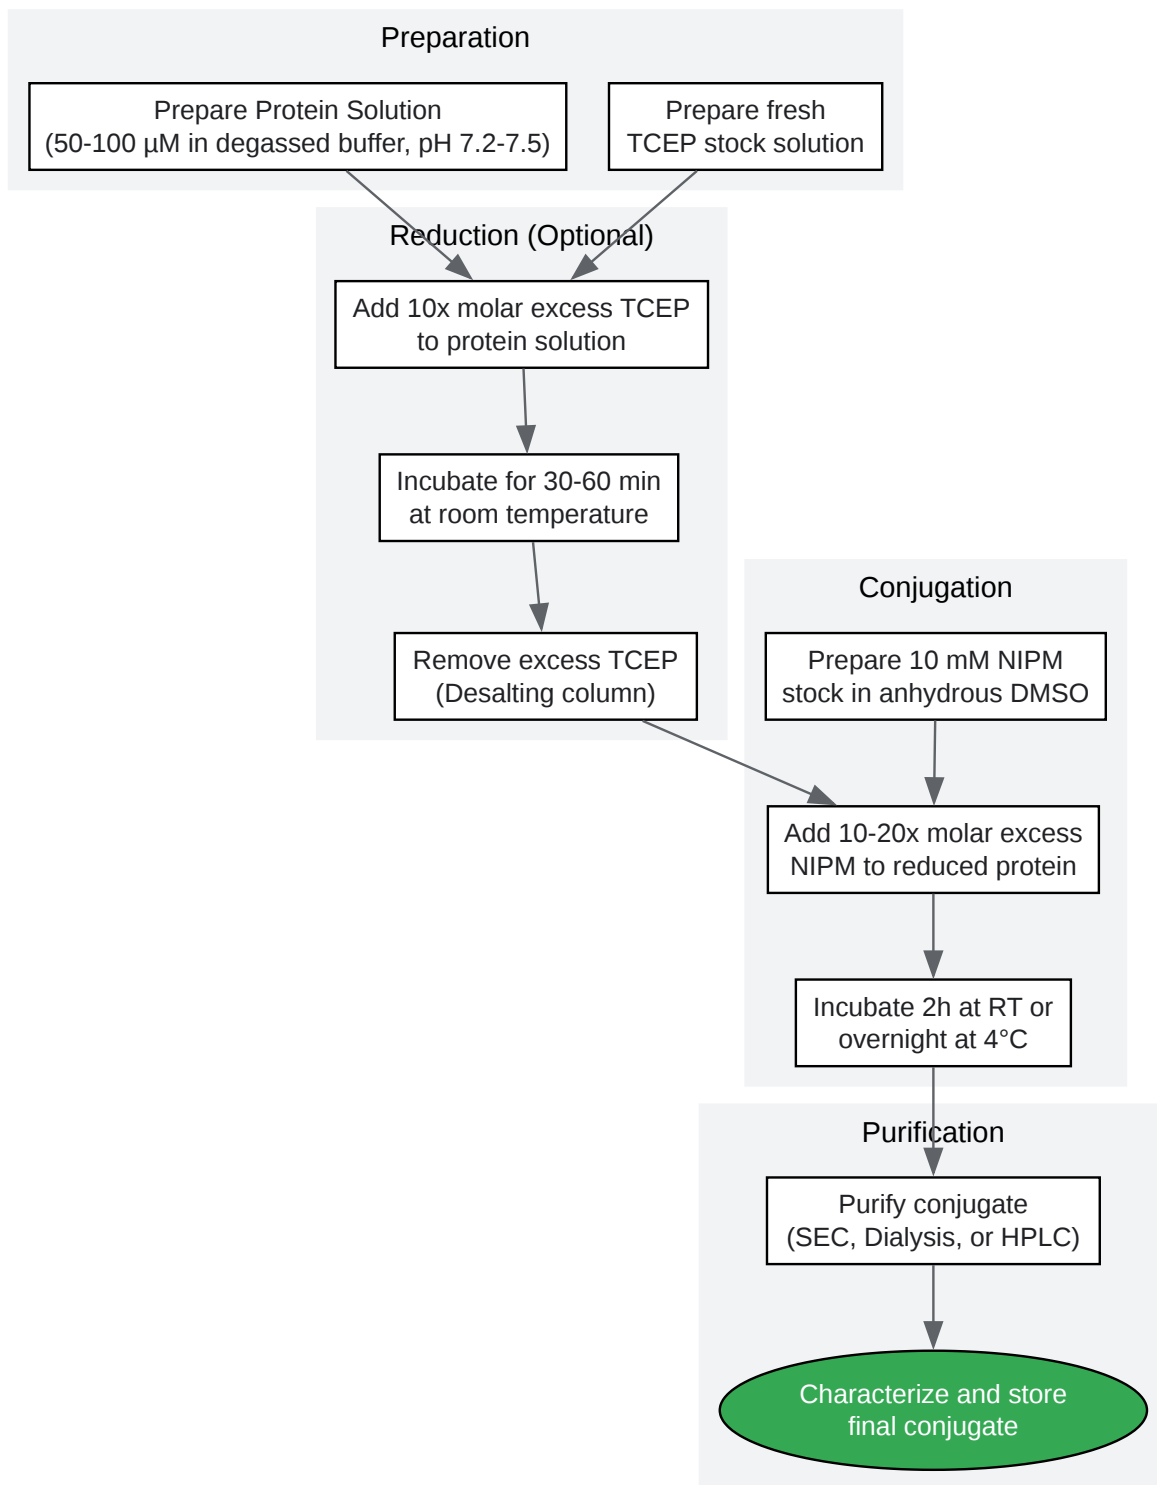 Preparation
Prepare Protein Solution
(50-100 µM in degassed buffer, pH 7.2-7.5)
Prepare fresh
TCEP stock solution
Reduction (Optional)
Add 10x molar excess TCEP
to protein solution
Incubate for 30-60 min
at room temperature
Remove excess TCEP
(Desalting column)
Conjugation
Prepare 10 mM NIPM
stock in anhydrous DMSO
Add 10-20x molar excess
NIPM to reduced protein
Incubate 2h at RT or
overnight at 4°C
Purification
Purify conjugate
(SEC, Dialysis, or HPLC)
Characterize and store
final conjugate